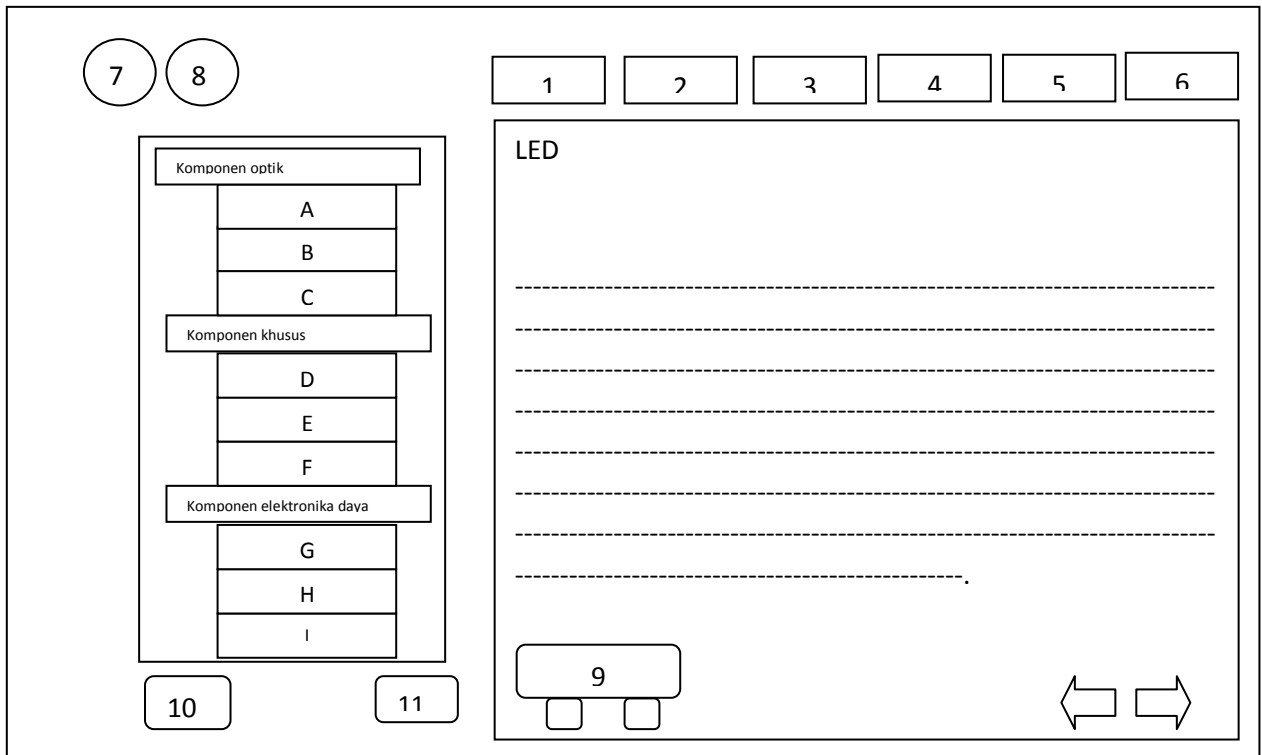 7 8
1 2 3 4 5 6
Komponen optik
A
B
C
Komponen khusus
D
E
F
Komponen elektronika daya
G
H
I
10 11
LED
--------------------------------------------------------------------
--------------------------------------------------------------------
--------------------------------------------------------------------
--------------------------------------------------------------------
--------------------------------------------------------------------
--------------------------------------------------------------------
--------------------------------------------------------------------
-------------------------------------------.
9